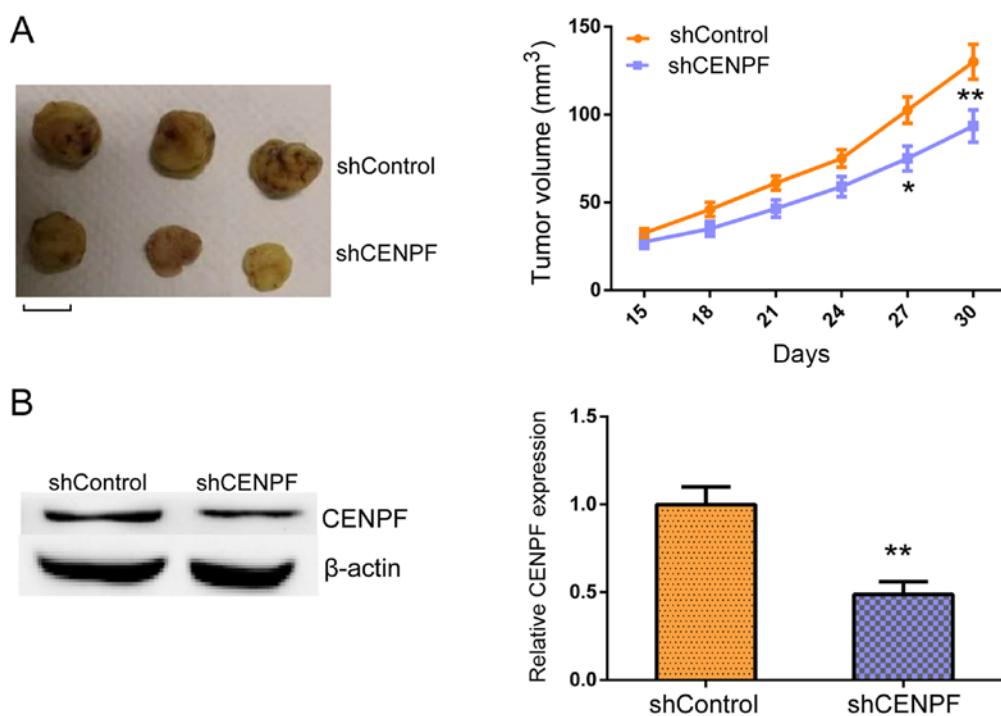 A
shControl
shCENPF
Tumor volume (mm³)
150
100
50
0
shControl
shCENPF
**
*
15 18 21 24 27 30
Days
B
shControl shCENPF
CENPF
β-actin
Relative CENPF expression
1.5
1.0
0.5
0.0
**
shControl shCENPF